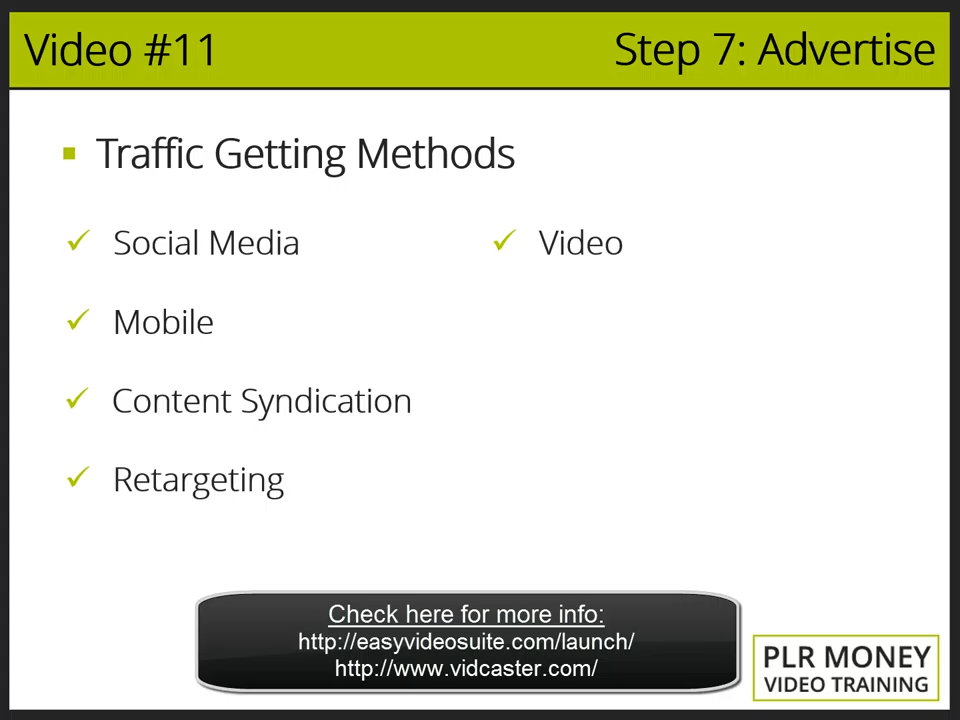 Video #11
Step 7: Advertise
Traffic Getting Methods
Social Media
Video
Mobile
Content Syndication
Retargeting
Check here for more info:
http://easyvideosuite.com/launch/
http://www.vidcaster.com/
PLR MONEY
VIDEO TRAINING